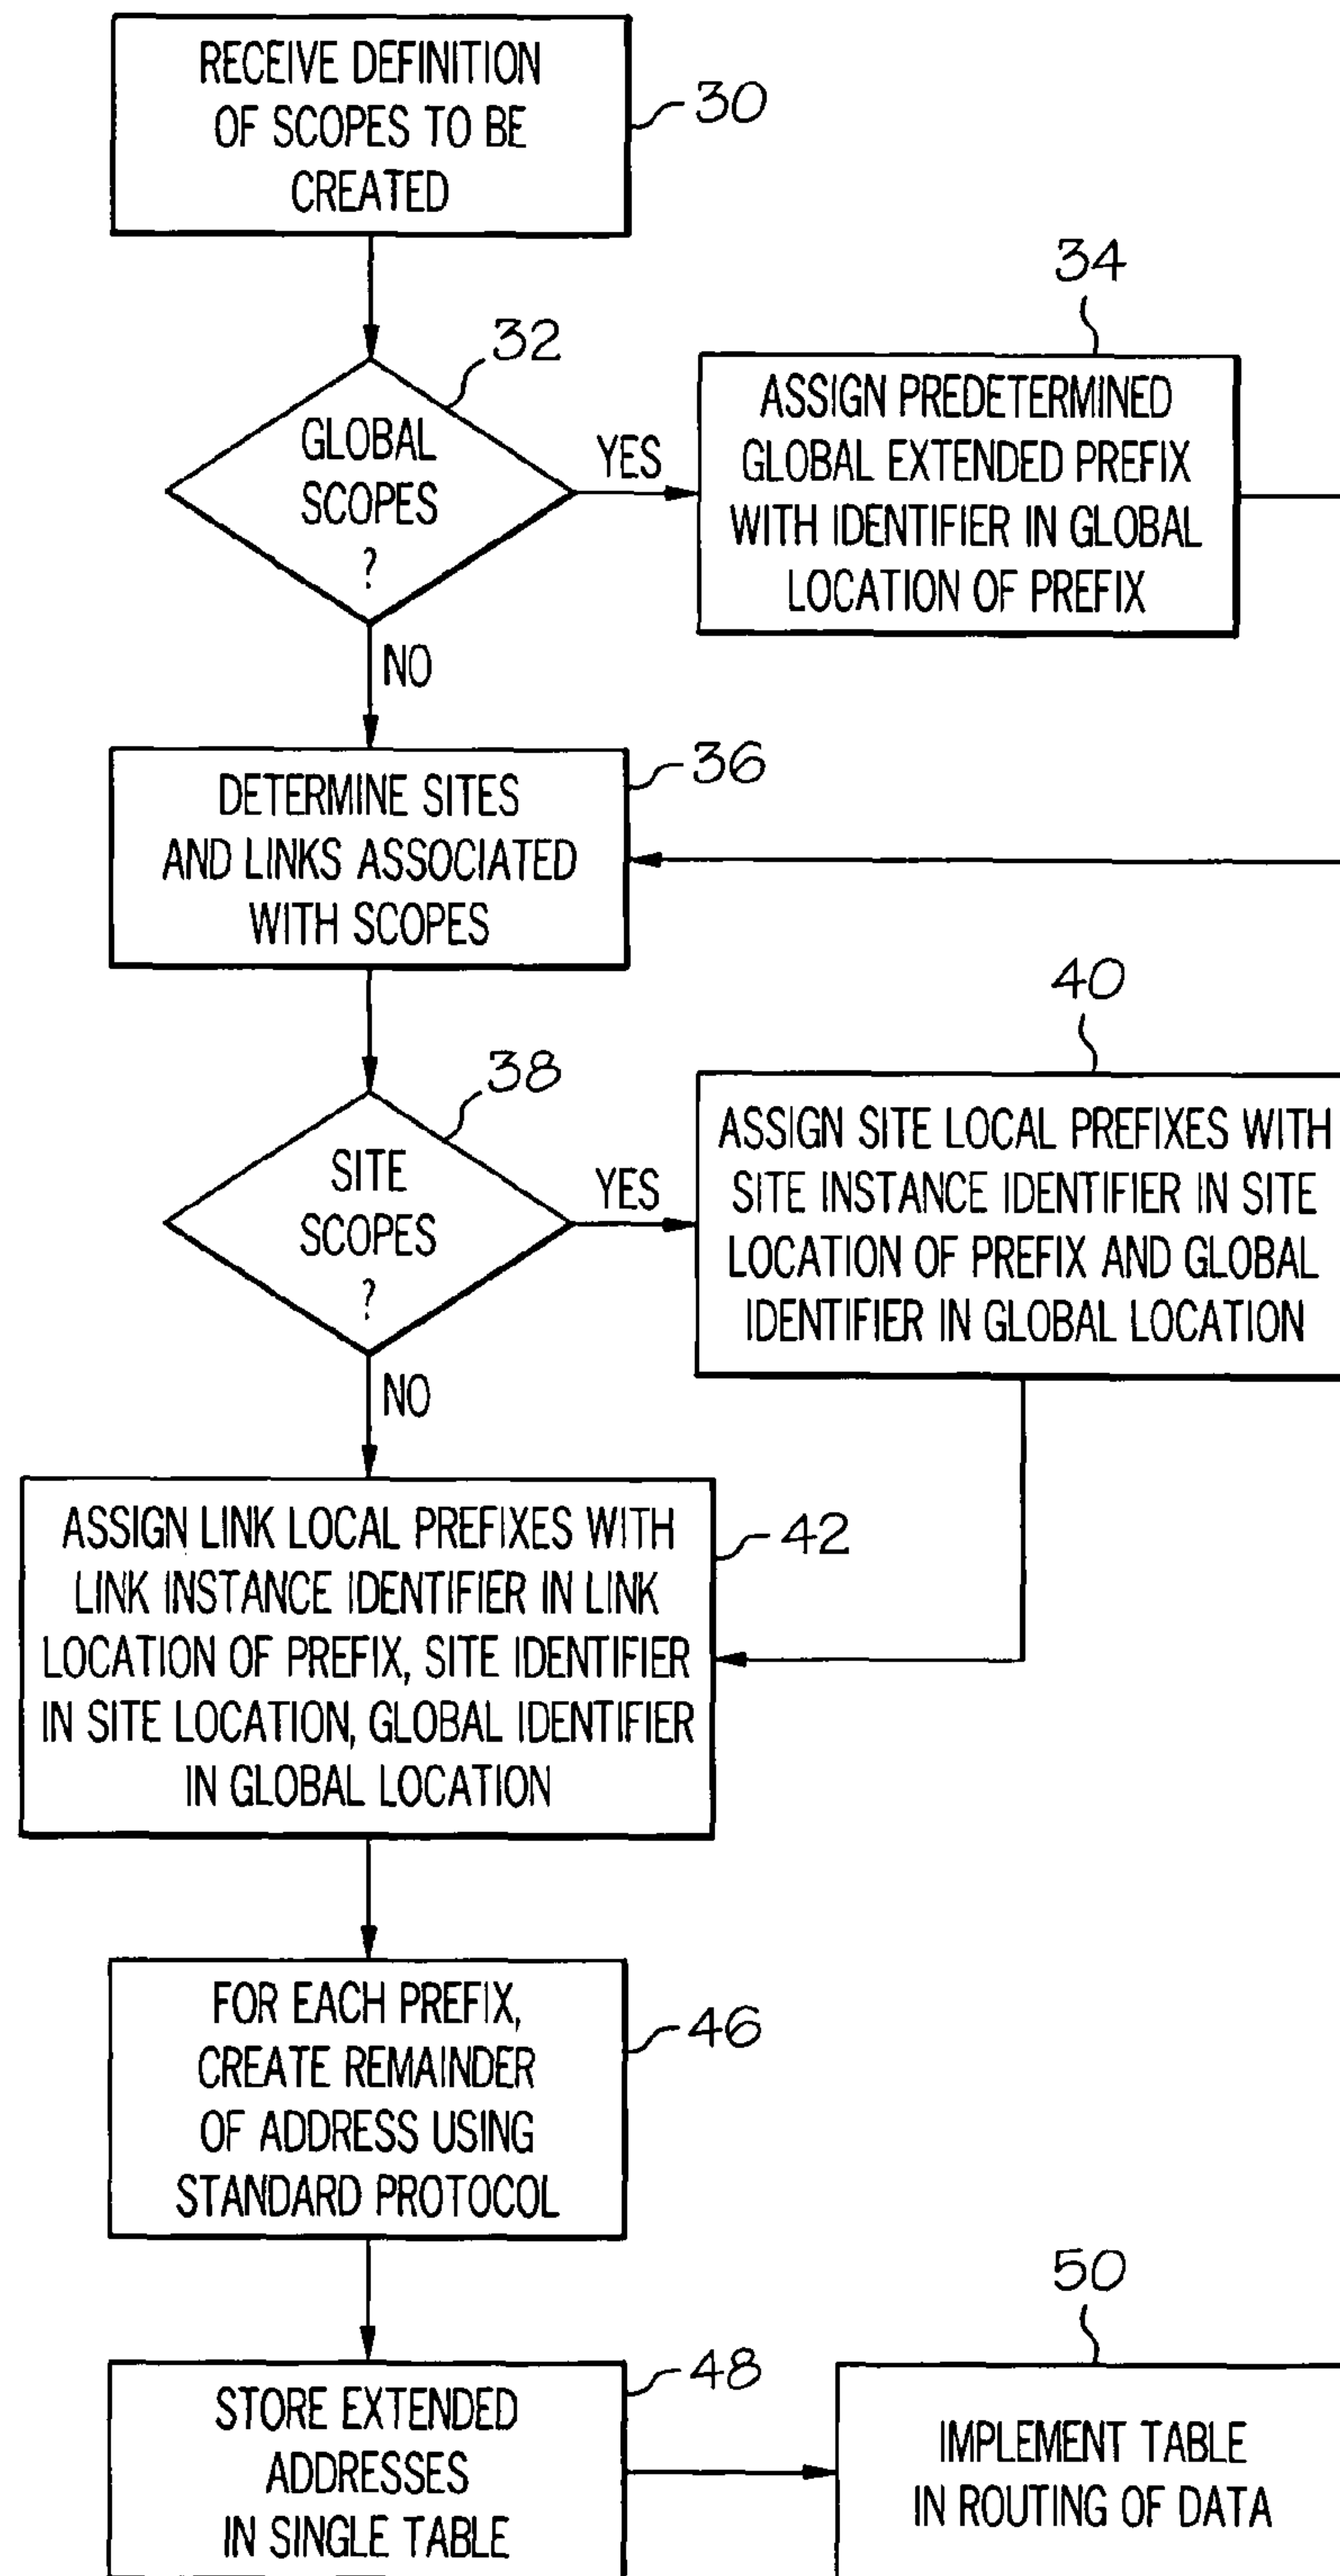 RECEIVE DEFINITION
OF SCOPES TO BE
CREATED
30
32
GLOBAL
SCOPES
?
YES
34
ASSIGN PREDETERMINED
GLOBAL EXTENDED PREFIX
WITH IDENTIFIER IN GLOBAL
LOCATION OF PREFIX
NO
36
DETERMINE SITES
AND LINKS ASSOCIATED
WITH SCOPES
38
SITE
SCOPES
?
YES
40
ASSIGN SITE LOCAL PREFIXES WITH
SITE INSTANCE IDENTIFIER IN SITE
LOCATION OF PREFIX AND GLOBAL
IDENTIFIER IN GLOBAL LOCATION
NO
ASSIGN LINK LOCAL PREFIXES WITH
LINK INSTANCE IDENTIFIER IN LINK
LOCATION OF PREFIX, SITE IDENTIFIER
IN SITE LOCATION, GLOBAL IDENTIFIER
IN GLOBAL LOCATION
42
FOR EACH PREFIX,
CREATE REMAINDER
OF ADDRESS USING
STANDARD PROTOCOL
46
STORE EXTENDED
ADDRESSES
IN SINGLE TABLE
48
50
IMPLEMENT TABLE
IN ROUTING OF DATA